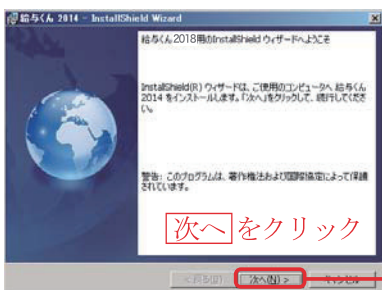 給与くん 2014 - InstallShield Wizard
給与くん2018用のInstallShield ウィザードへようこそ
InstallShield(R) ウィザードは、ご使用のコンピュータへ 給与くん
2014 をインストールします。「次へ」をクリックして、続行してくださ
い。
警告: このプログラムは、著作権法および国際協定によって保護
されています。
次へをクリック
< 戻る(B)
次へ(N) >
キャンセル